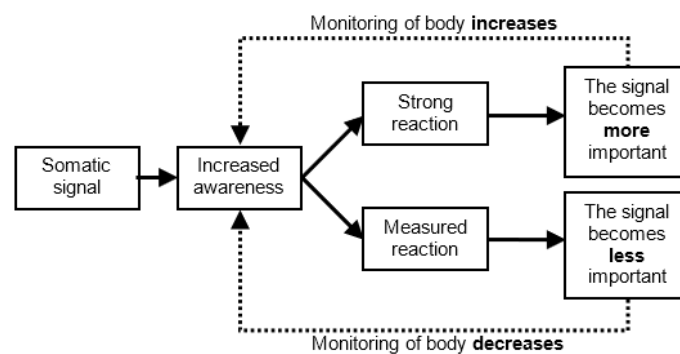 Monitoring of body increases
Strong
reaction
The signal
becomes
more
important
Somatic
signal
Increased
awareness
Measured
reaction
The signal
becomes
less
important
Monitoring of body decreases